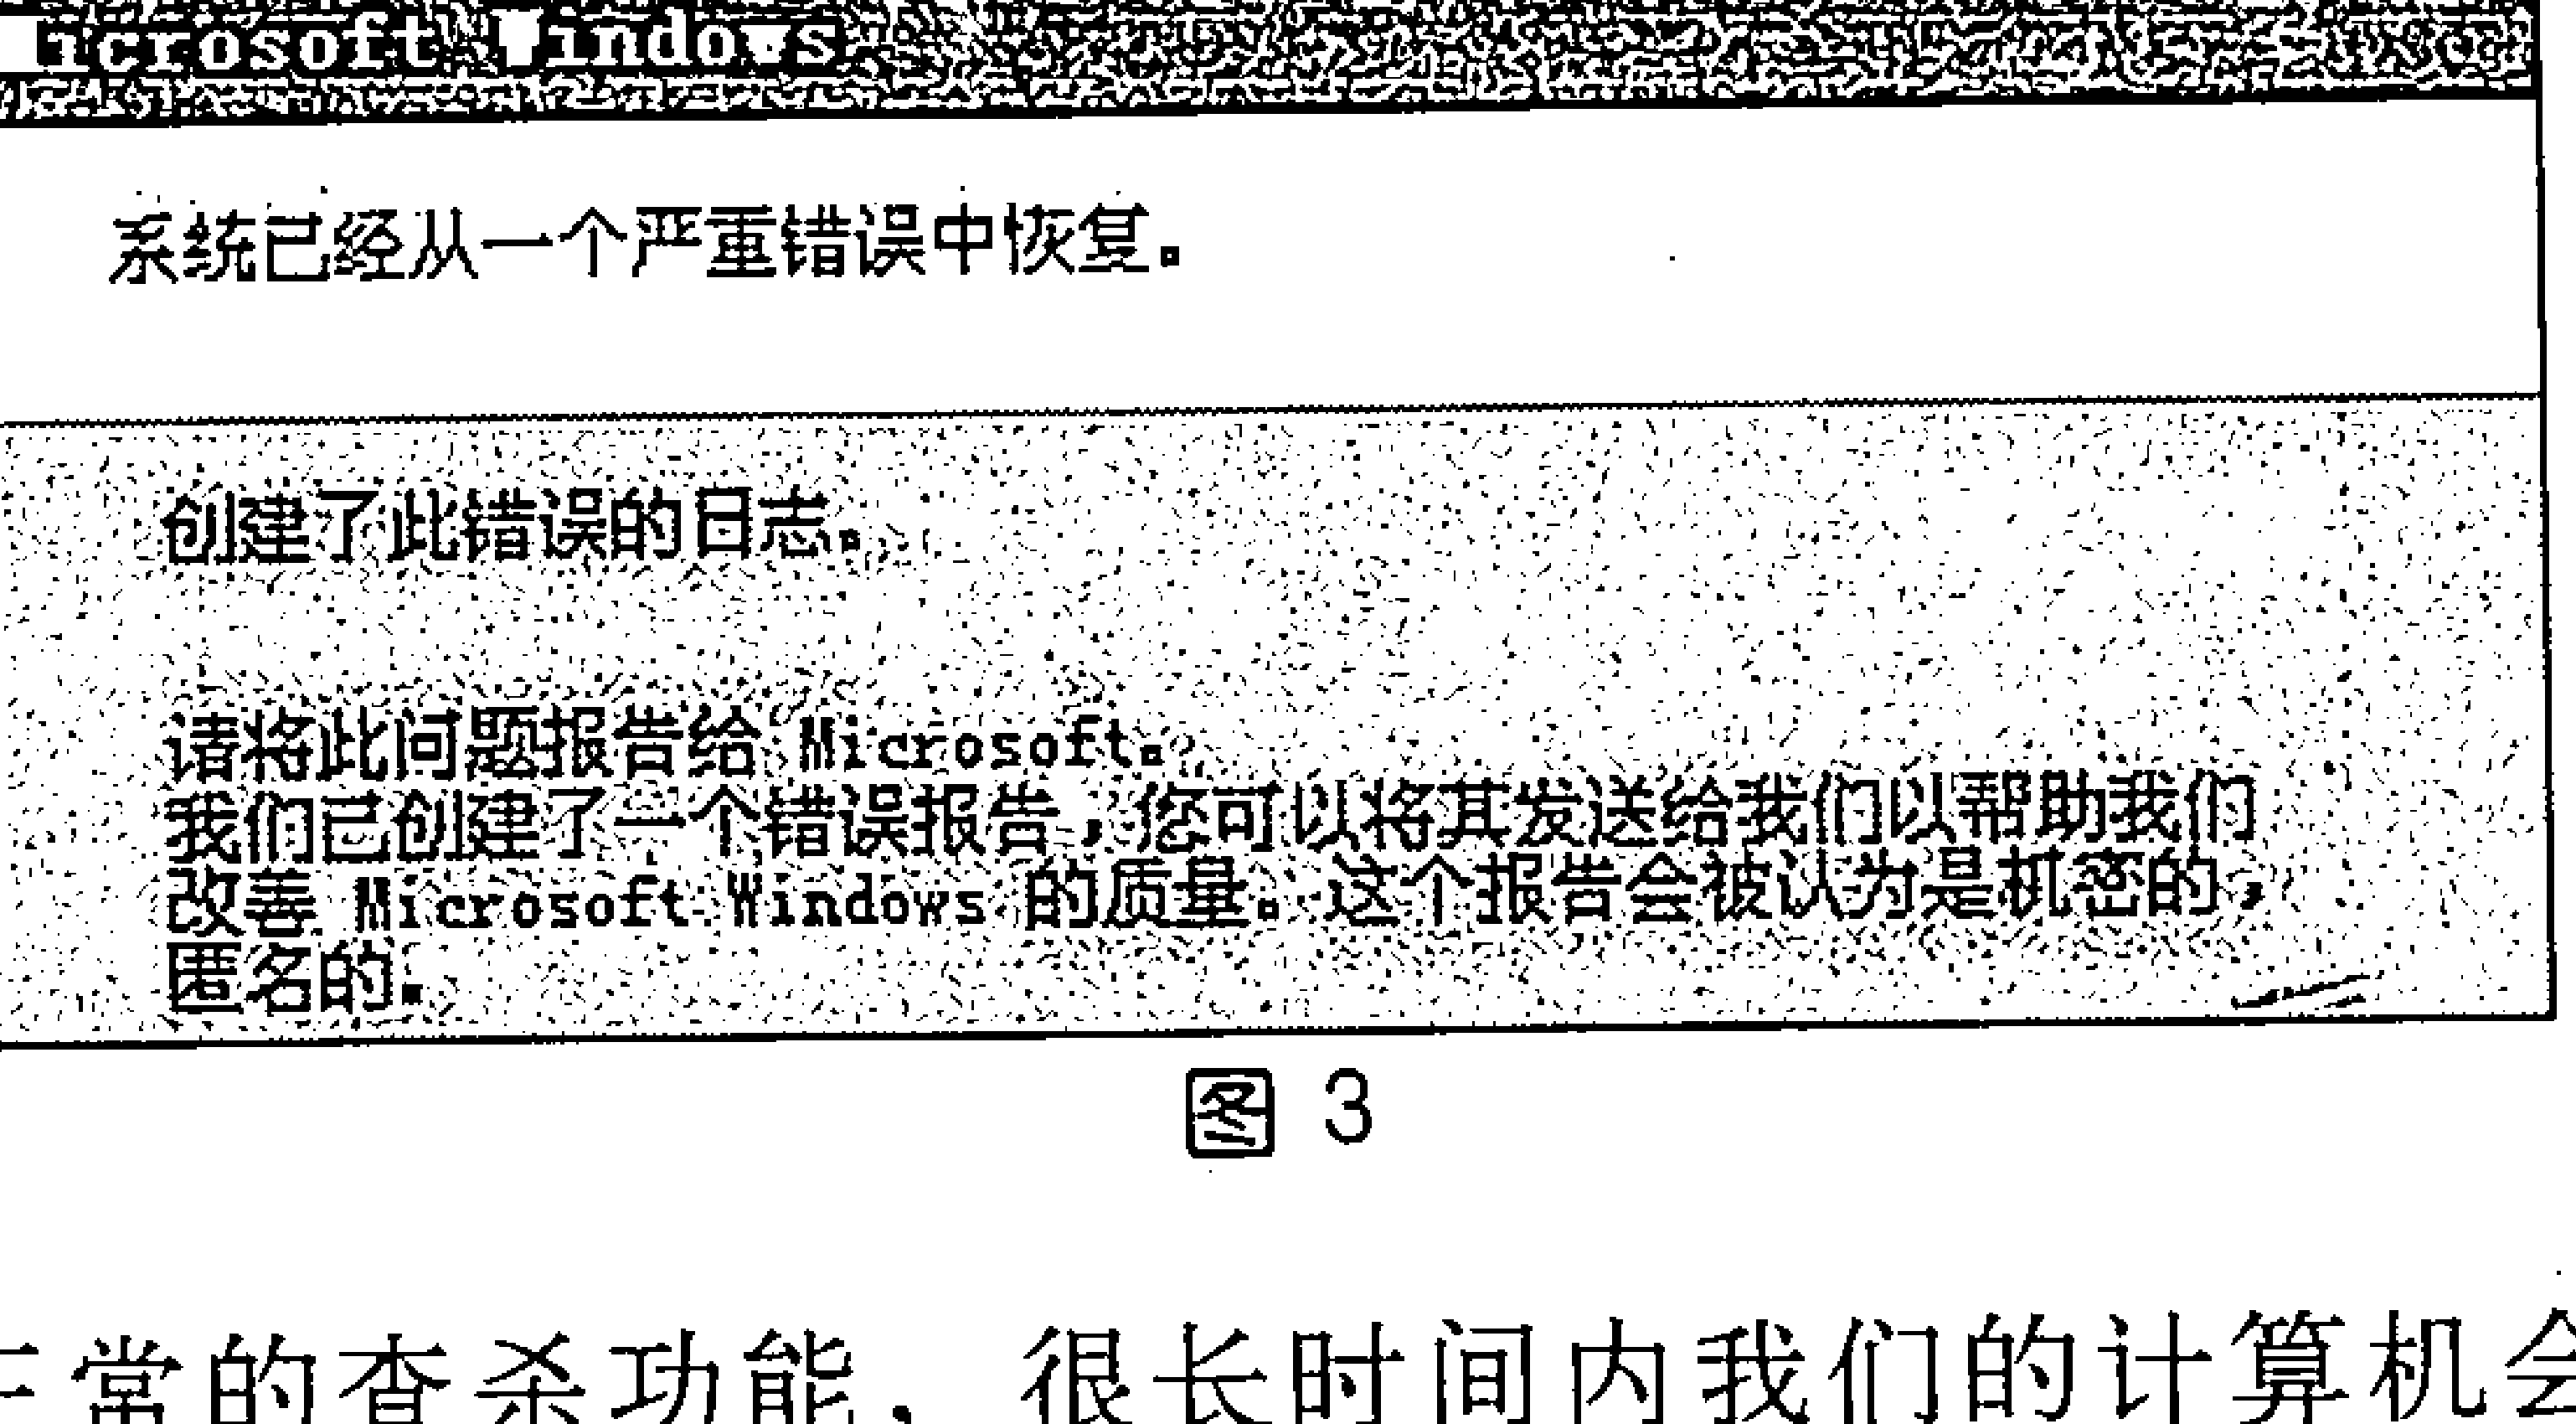 icrosoft Windows
系统已经从一个严重错误中恢复。
创建了此错误的日志。
请将此问题报告给 Microsoft。
我们已创建了一个错误报告，您可以将其发送给我们以帮助我们
改善 Microsoft Windows 的质量。这个报告会被认为是机密的，
匿名的。
图 3
常的查杀功能，很长时间内我们的计算机会